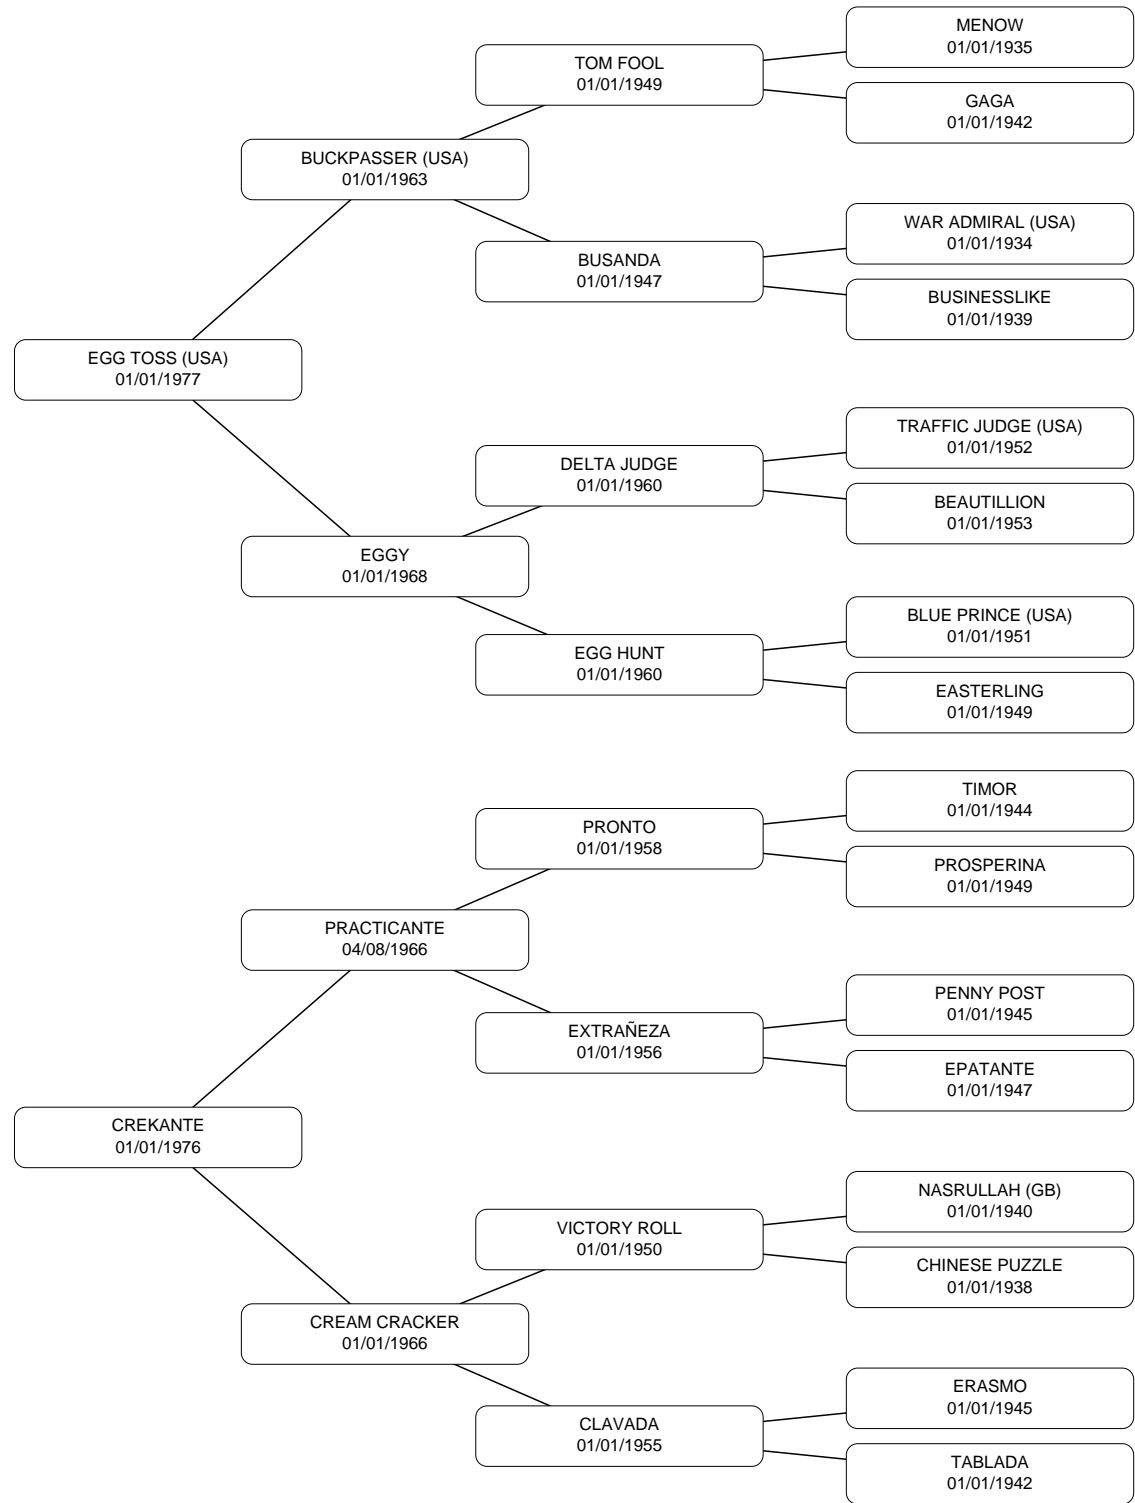 MENOW
01/01/1935
TOM FOOL
01/01/1949
GAGA
01/01/1942
BUCKPASSER (USA)
01/01/1963
WAR ADMIRAL (USA)
01/01/1934
BUSANDA
01/01/1947
BUSINESSLIKE
01/01/1939
EGG TOSS (USA)
01/01/1977
TRAFFIC JUDGE (USA)
01/01/1952
DELTA JUDGE
01/01/1960
BEAUTILLION
01/01/1953
EGGY
01/01/1968
BLUE PRINCE (USA)
01/01/1951
EGG HUNT
01/01/1960
EASTERLING
01/01/1949
TIMOR
01/01/1944
PRONTO
01/01/1958
PROSPERINA
01/01/1949
PRACTICANTE
04/08/1966
PENNY POST
01/01/1945
EXTRAÑEZA
01/01/1956
EPATANTE
01/01/1947
CREKANTE
01/01/1976
NASRULLAH (GB)
01/01/1940
VICTORY ROLL
01/01/1950
CHINESE PUZZLE
01/01/1938
CREAM CRACKER
01/01/1966
ERASMO
01/01/1945
CLAVADA
01/01/1955
TABLADA
01/01/1942